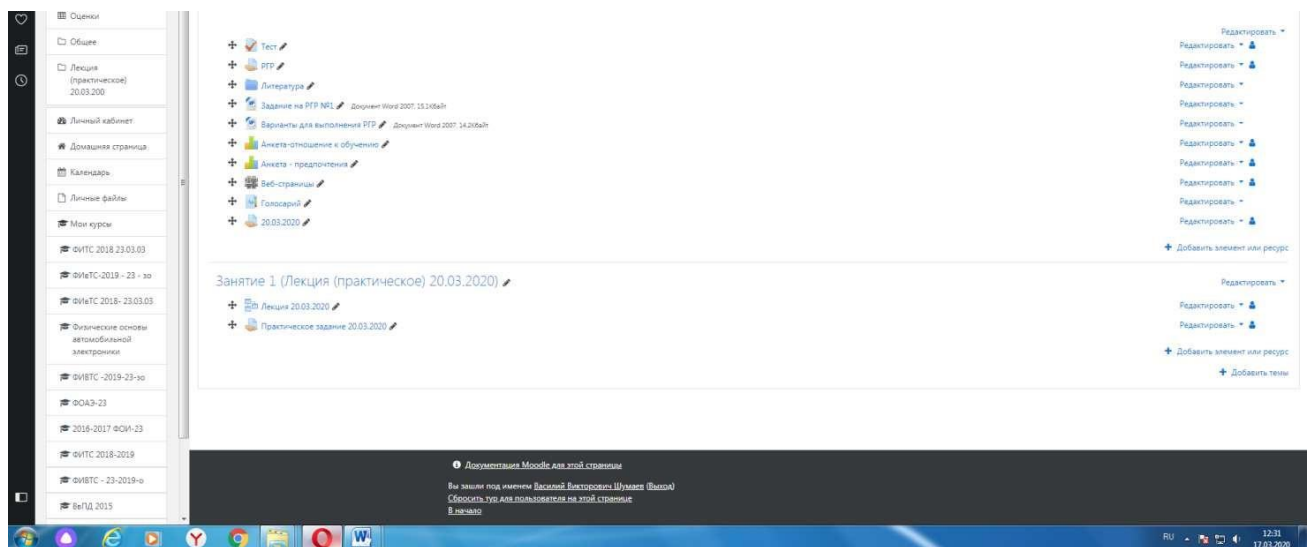 Оценки
Общее
Лекция
(практическое)
20.03.200
Личный кабинет
Домашняя страница
Календарь
Личные файлы
Мои курсы
ФИТС 2018 23.03.03
ФИвТС-2019 - 23 - зо
ФИвТС 2018- 23.03.03
Физические основы
автомобильной
электроники
ФИВТС -2019-23-зо
ФОАЭ-23
2016-2017 ФОИ-23
ФИТС 2018-2019
ФИВТС - 23-2019-о
ВвПД 2015
Редактировать
Тест Редактировать
РГР Редактировать
Литература Редактировать
Задание на РГР №1 Документ Word 2007: 15.1Кбайт Редактировать
Варианты для выполнения РГР Документ Word 2007: 14.2Кбайт Редактировать
Анкета-отношение к обучению Редактировать
Анкета - предпочтения Редактировать
Веб-страницы Редактировать
Голосарий Редактировать
20.03.2020 Редактировать
Добавить элемент или ресурс
Занятие 1 (Лекция (практическое) 20.03.2020) Редактировать
Лекция 20.03.2020 Редактировать
Практическое задание 20.03.2020 Редактировать
Добавить элемент или ресурс
Добавить темы
Документация Moodle для этой страницы
Вы зашли под именем Василий Викторович Шумаев (Выход)
Сбросить тур для пользователя на этой странице
В начало
RU 12:31
17.03.2020